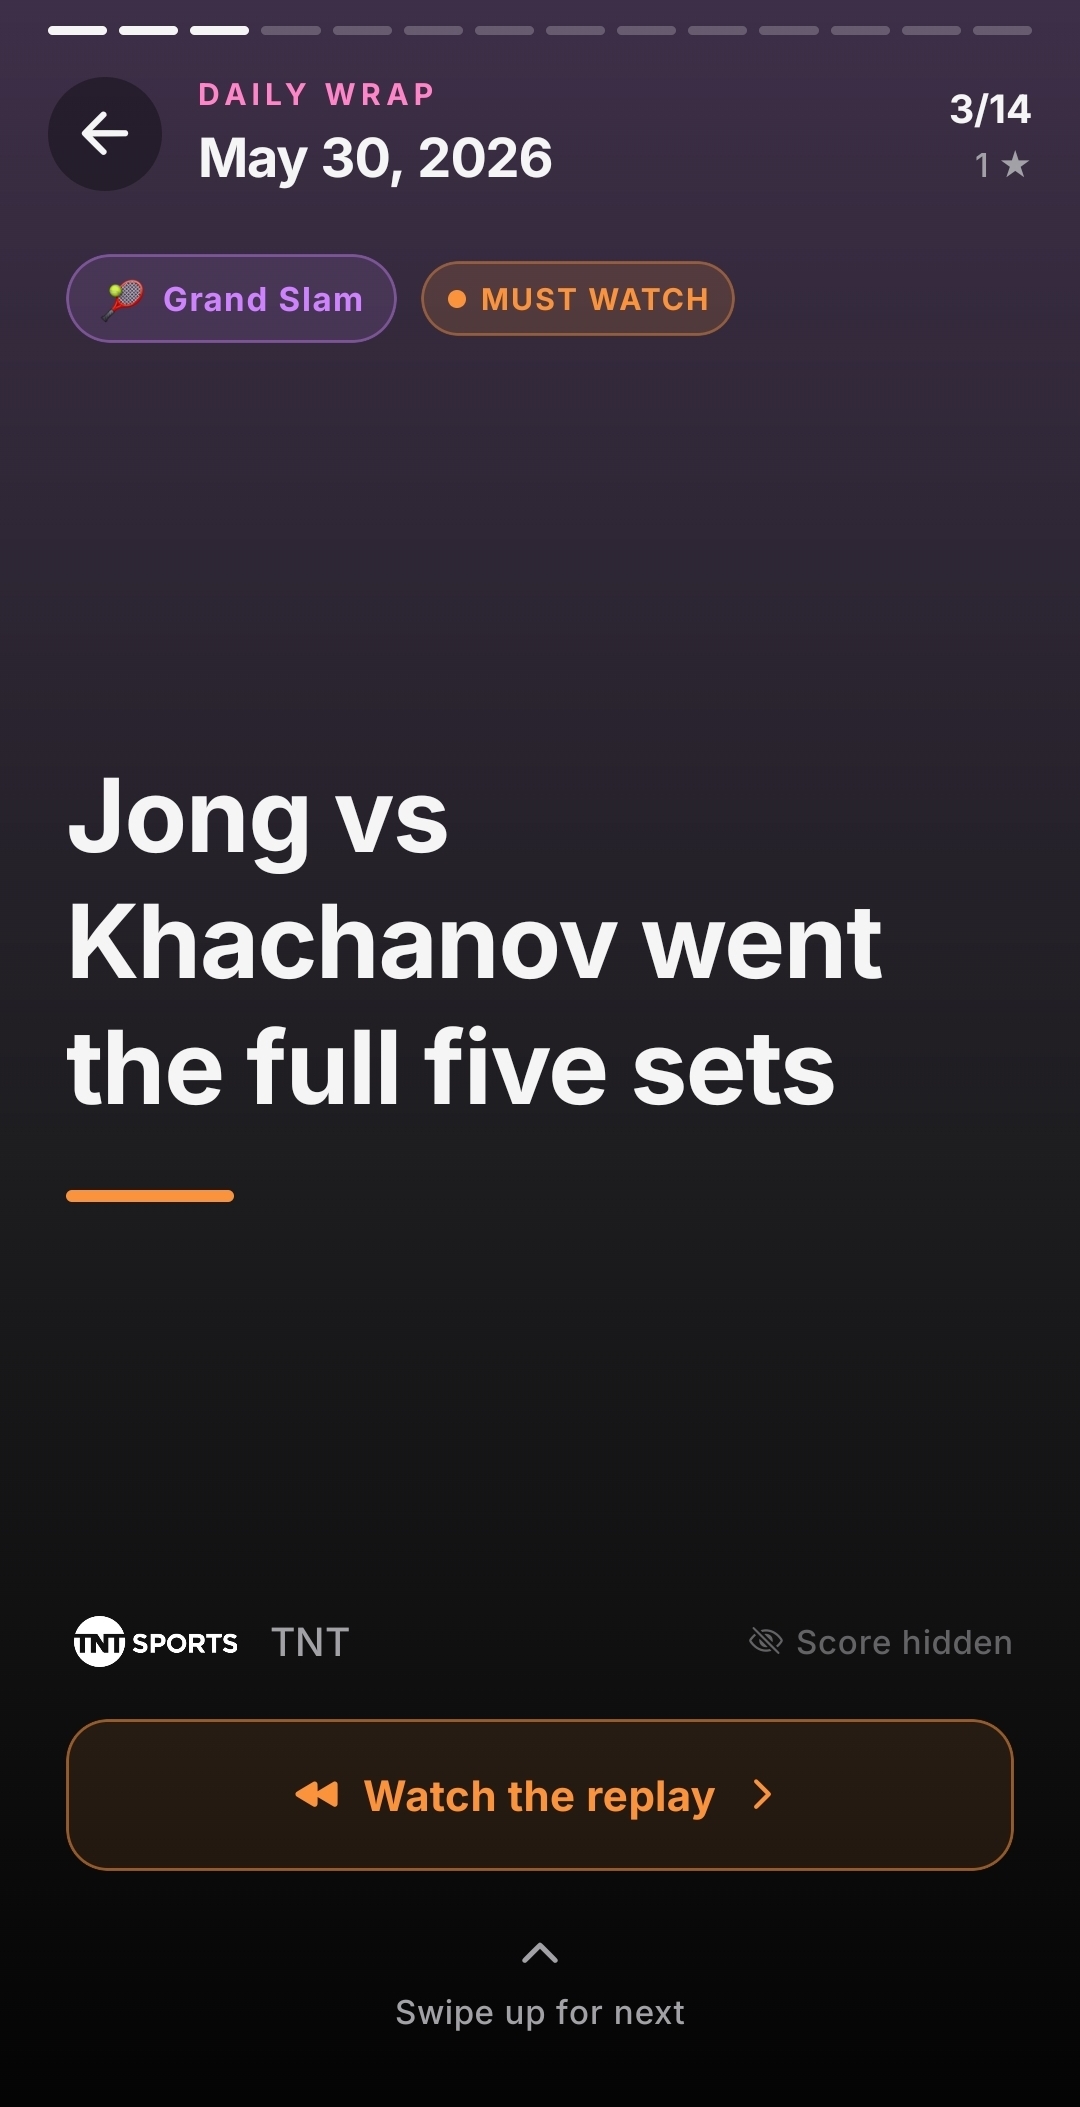 DAILY WRAP
May 30, 2026
3/14
1 ★
Grand Slam
MUST WATCH
Jong vs
Khachanov went
the full five sets
TNT SPORTS TNT
Score hidden
Watch the replay
Swipe up for next